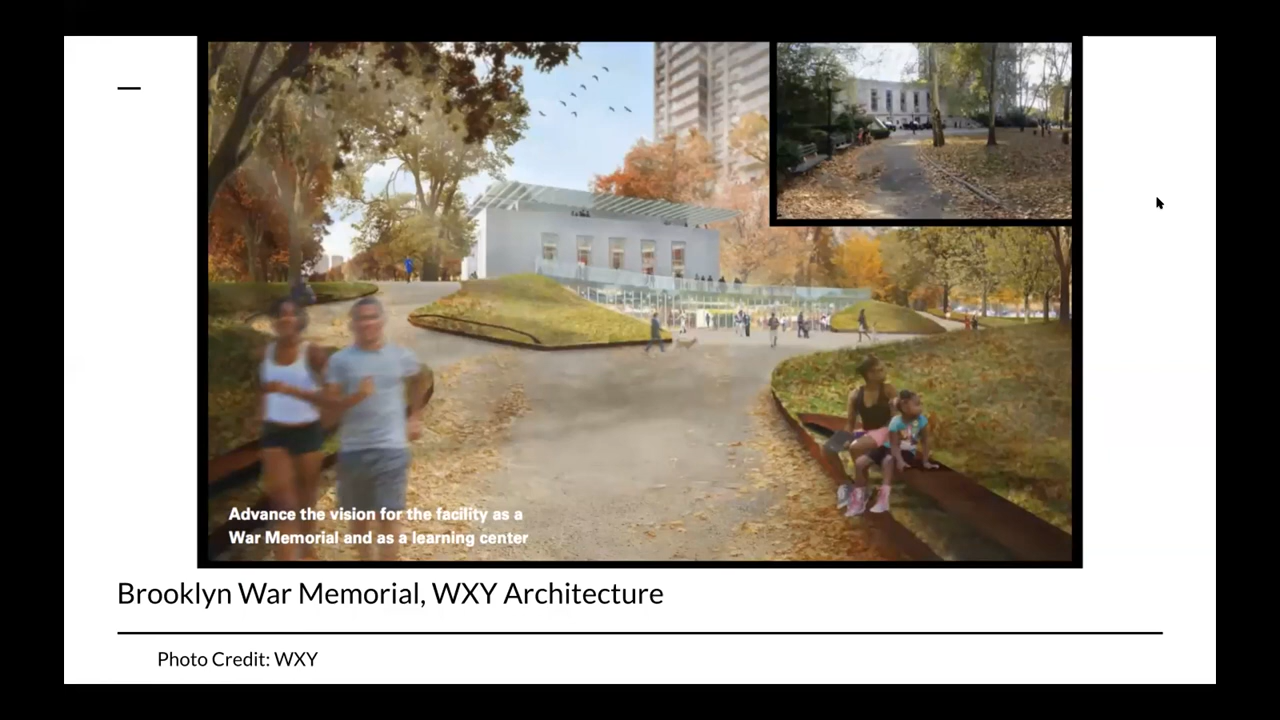 Advance the vision for the facility as a
War Memorial and as a learning center
Brooklyn War Memorial, WXY Architecture
Photo Credit: WXY